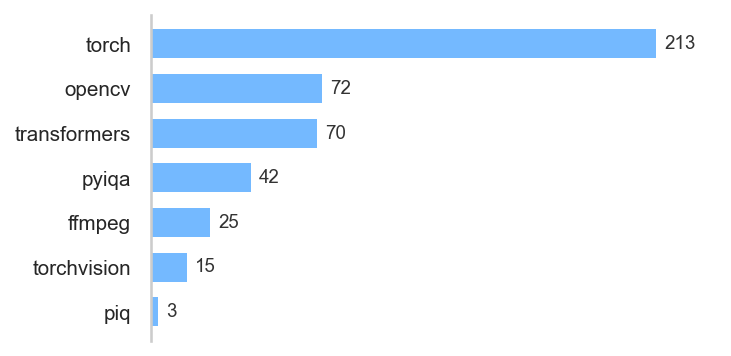 torch 213
opencv 72
transformers 70
pyiqa 42
ffmpeg 25
torchvision 15
piq 3